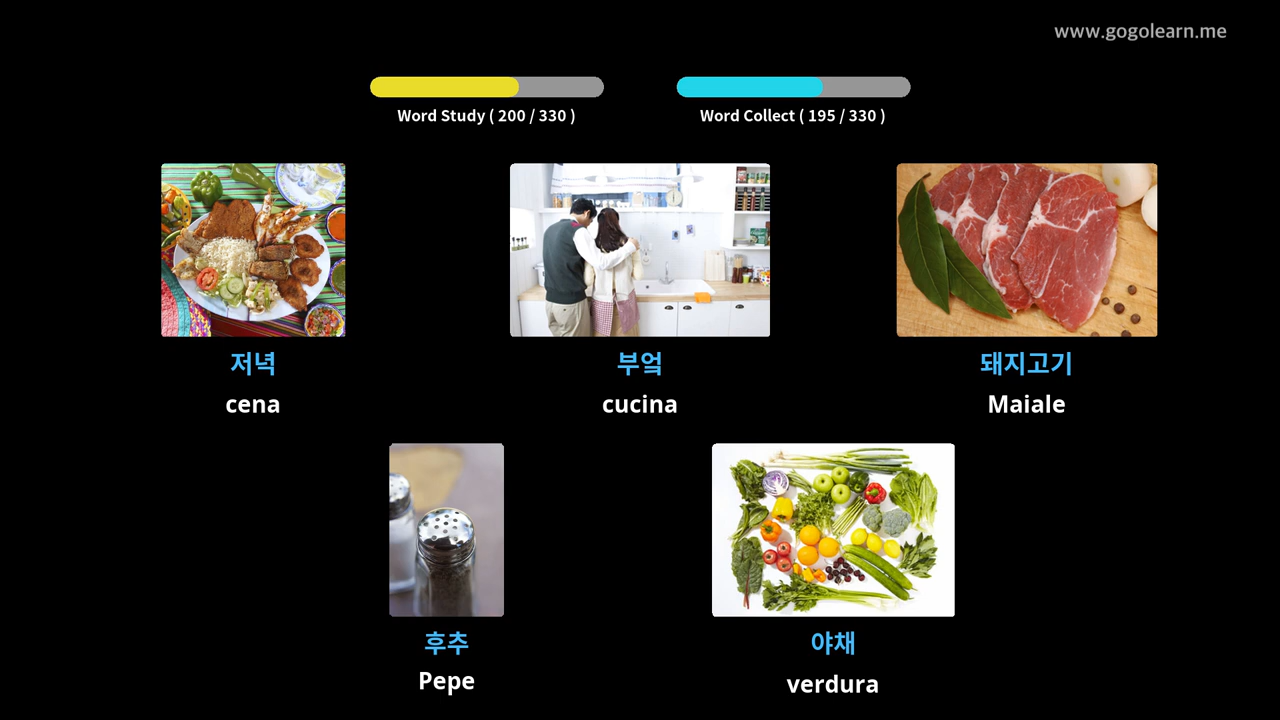 www.gogolearn.me
Word Study ( 200 / 330 )
Word Collect ( 195 / 330 )
저녁
cena
부엌
cucina
돼지고기
Maiale
후추
Pepe
야채
verdura